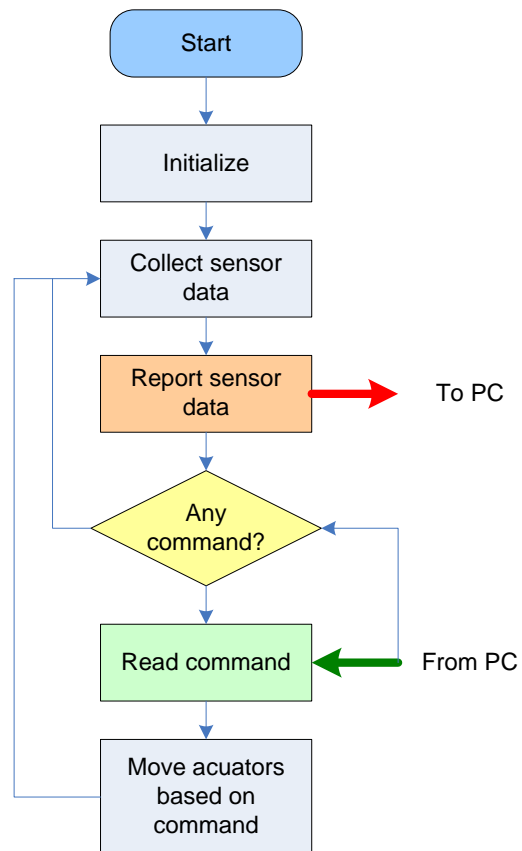 Start
Initialize
Collect sensor
data
Report sensor
data
To PC
Any
command?
Read command
From PC
Move acuators
based on
command